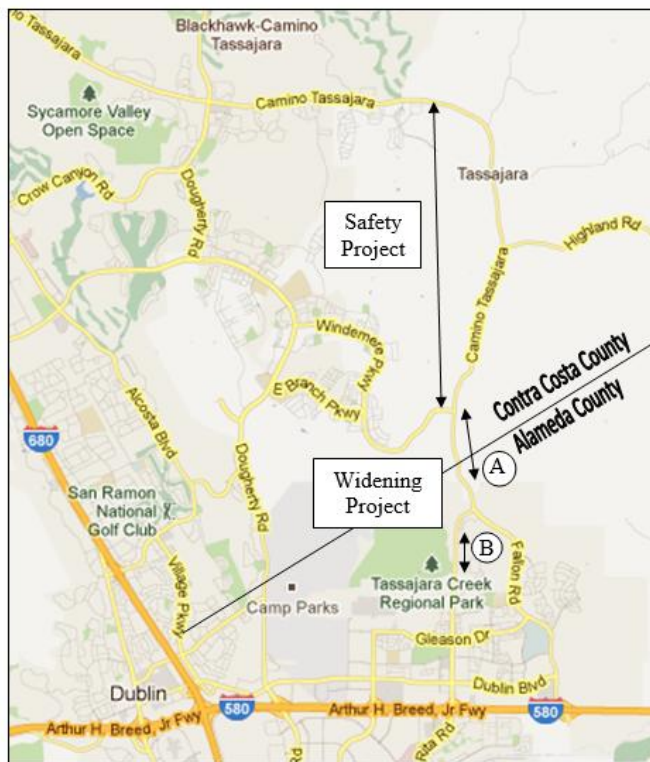 Blackhawk-Camino
Tassajara
Camino Tassajara
Sycamore Valley
Open Space
Camino Tassajara
Tassajara
Crow Canyon Rd
Dougherty Rd
Safety
Project
Highland Rd
Camino Tassajara
Windemere Pkwy
E Branch Pkwy
Contra Costa County
Alameda County
Alcosta Blvd
680
Dougherty Rd
Widening
Project
A
San Ramon
National
Golf Club
B
Fallon Rd
Village Pkwy
Tassajara Creek
Regional Park
Camp Parks
Gleason Dr
Dublin
Dublin Blvd
580
580
Arthur H. Breed, Jr Fwy
Arthur H. Breed, Jr Fwy
Rita Rd